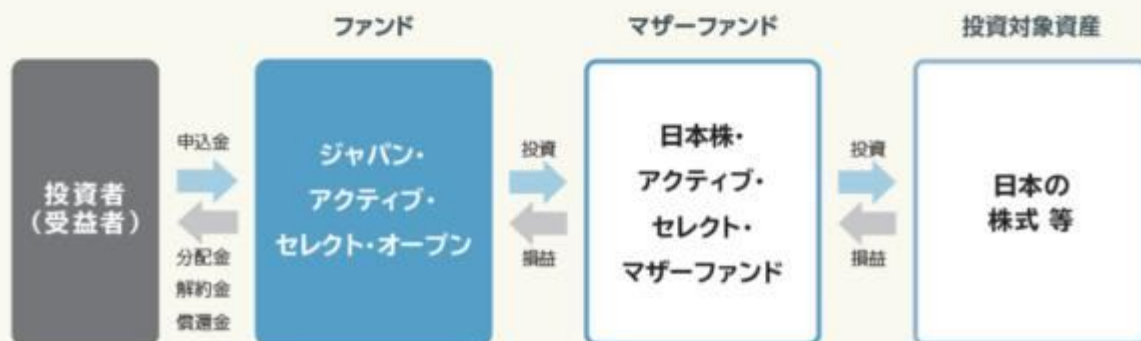 ファンド
マザーファンド
投資対象資産
投資者
(受益者)
申込金
分配金
解約金
償還金
ジャパン・
アクティブ・
セレクト・オープン
投資
損益
日本株・
アクティブ・
セレクト・
マザーファンド
投資
損益
日本の
株式 等